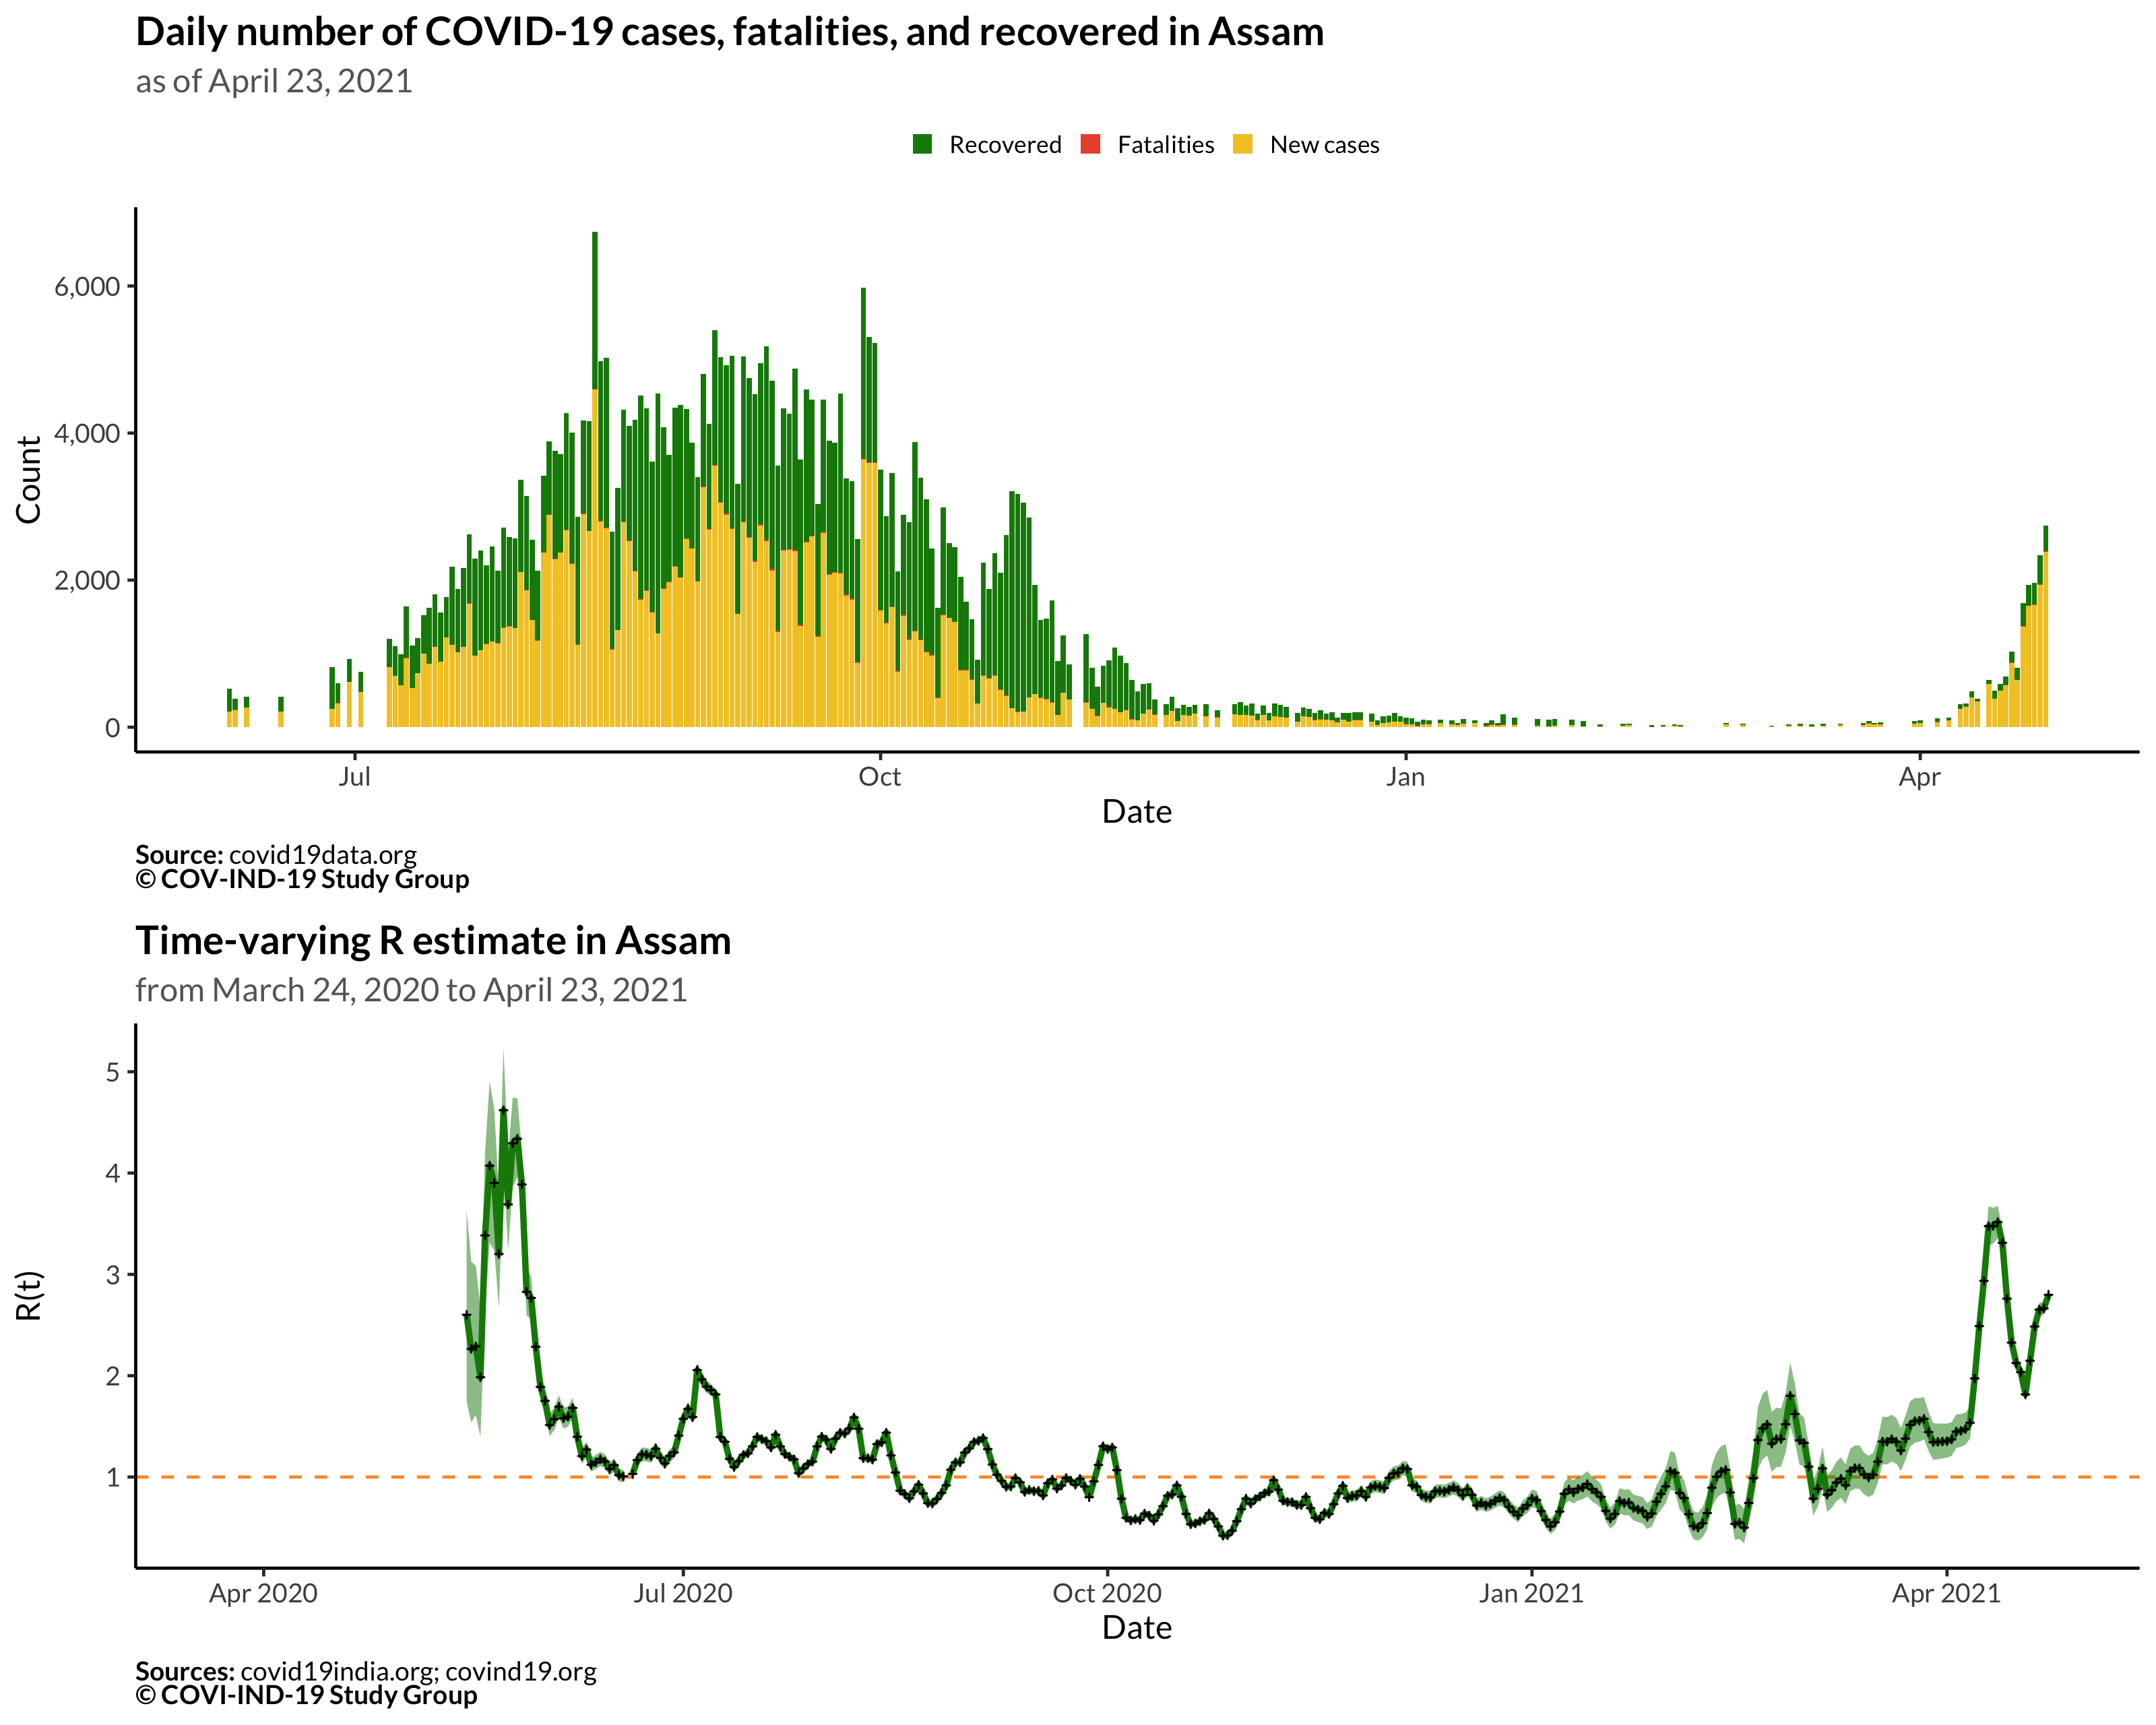 Daily number of COVID-19 cases, fatalities, and recovered in Assam
as of April 23, 2021
Recovered Fatalities New cases
6,000
4,000
2,000
0
Count
Jul Oct Jan Apr
Date
Source: covid19data.org
© COV-IND-19 Study Group
Time-varying R estimate in Assam
from March 24, 2020 to April 23, 2021
5
4
3
2
1
R(t)
Apr 2020 Jul 2020 Oct 2020 Jan 2021 Apr 2021
Date
Sources: covid19india.org; covind19.org
© COVI-IND-19 Study Group